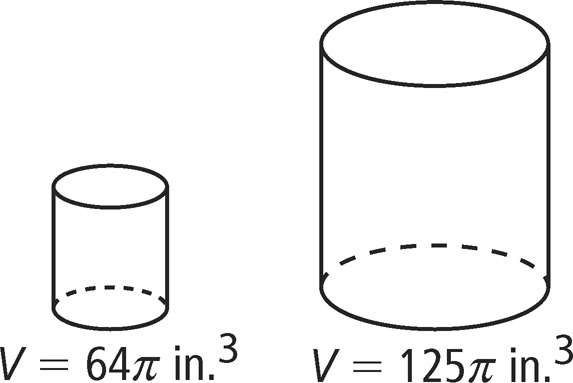 V = 64π in.³
V = 125π in.³